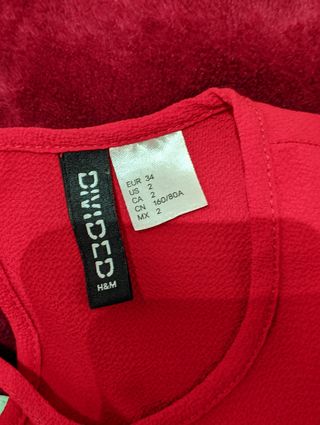 DIVIDED
H&M
EUR 34
US 2
CA 2
CN 160/80A
MX 2